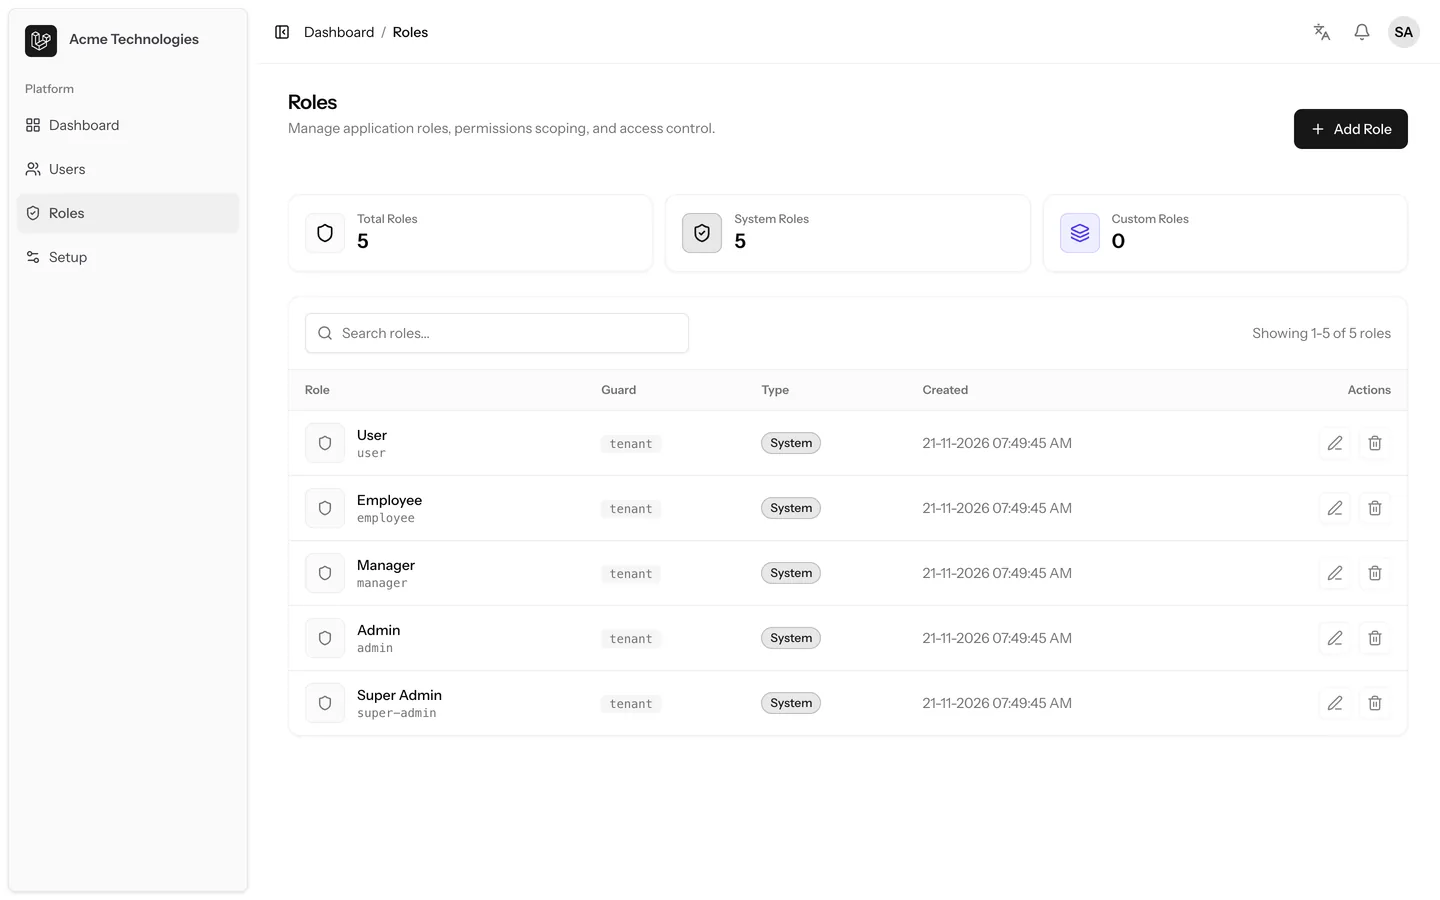 Acme Technologies
Platform
Dashboard
Users
Roles
Setup
Dashboard / Roles
SA
Roles
Manage application roles, permissions scoping, and access control.
+ Add Role
Total Roles
5
System Roles
5
Custom Roles
0
Search roles...
Showing 1-5 of 5 roles
Role Guard Type Created Actions
User
user
tenant System 21-11-2026 07:49:45 AM
Employee
employee
tenant System 21-11-2026 07:49:45 AM
Manager
manager
tenant System 21-11-2026 07:49:45 AM
Admin
admin
tenant System 21-11-2026 07:49:45 AM
Super Admin
super-admin
tenant System 21-11-2026 07:49:45 AM